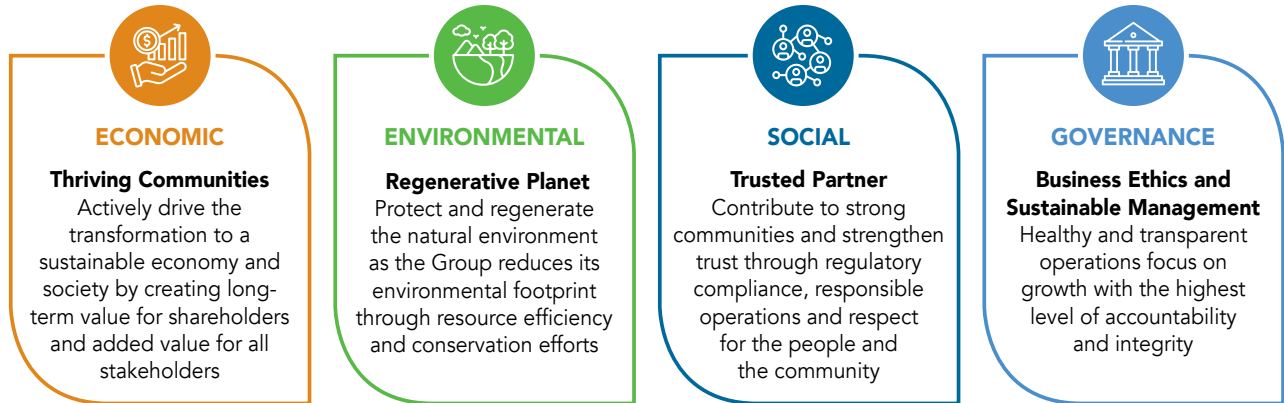 ECONOMIC
Thriving Communities
Actively drive the
transformation to a
sustainable economy and
society by creating long-
term value for shareholders
and added value for all
stakeholders
ENVIRONMENTAL
Regenerative Planet
Protect and regenerate
the natural environment
as the Group reduces its
environmental footprint
through resource efficiency
and conservation efforts
SOCIAL
Trusted Partner
Contribute to strong
communities and strengthen
trust through regulatory
compliance, responsible
operations and respect
for the people and
the community
GOVERNANCE
Business Ethics and
Sustainable Management
Healthy and transparent
operations focus on
growth with the highest
level of accountability
and integrity